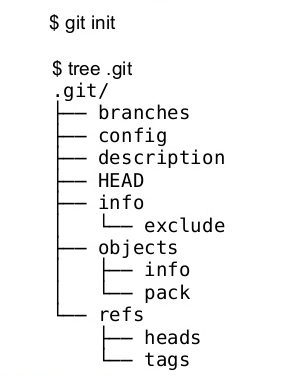 $ git init
$ tree .git
.git/
├── branches
├── config
├── description
├── HEAD
├── info
│   └── exclude
├── objects
│   ├── info
│   └── pack
└── refs
    ├── heads
    └── tags